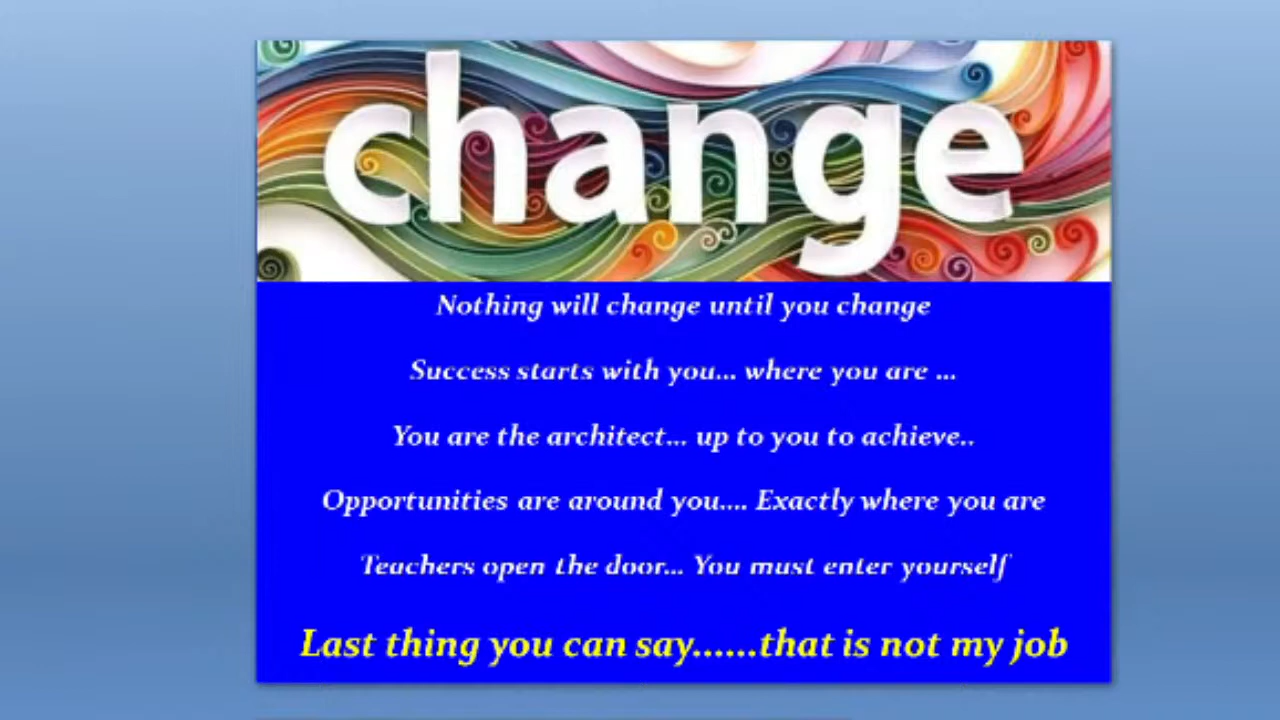 change
Nothing will change until you change
Success starts with you... where you are ...
You are the architect... up to you to achieve..
Opportunities are around you.... Exactly where you are
Teachers open the door... You must enter yourself
Last thing you can say......that is not my job